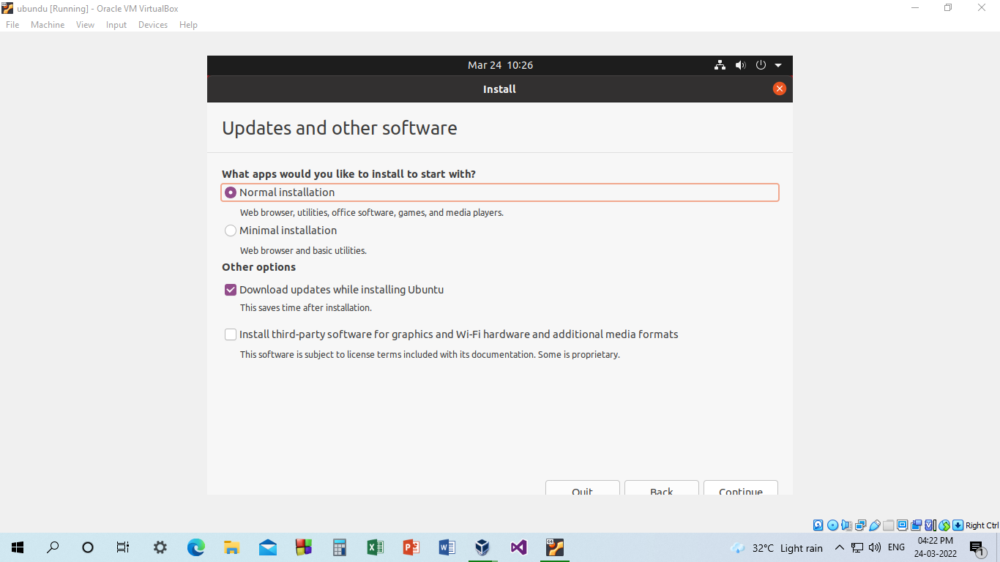 ubundu [Running] - Oracle VM VirtualBox
File Machine View Input Devices Help
Mar 24 10:26
Install
Updates and other software
What apps would you like to install to start with?
Normal installation
Web browser, utilities, office software, games, and media players.
Minimal installation
Web browser and basic utilities.
Other options
Download updates while installing Ubuntu
This saves time after installation.
Install third-party software for graphics and Wi-Fi hardware and additional media formats
This software is subject to license terms included with its documentation. Some is proprietary.
Quit Back Continue
Right Ctrl
32°C Light rain ENG 04:22 PM
24-03-2022
1